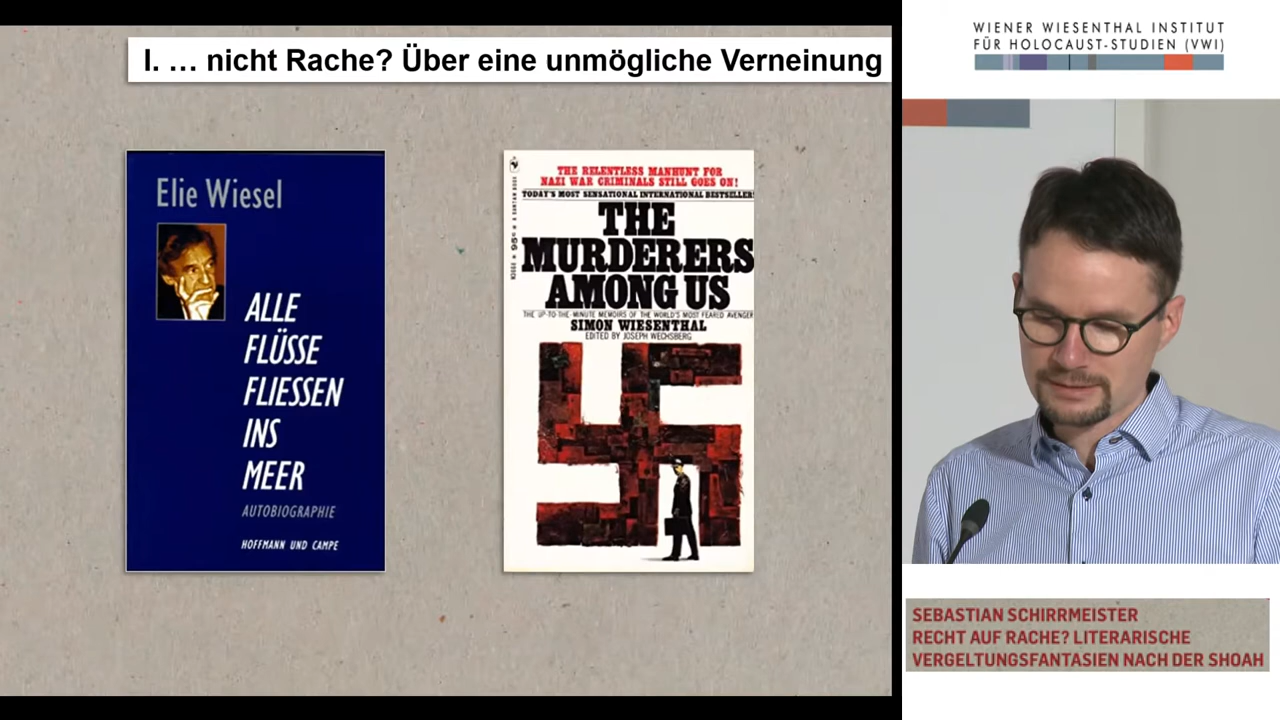 I. … nicht Rache? Über eine unmögliche Verneinung
Elie Wiesel
ALLE
FLÜSSE
FLIESSEN
INS
MEER
AUTOBIOGRAPHIE
HOFFMANN UND CAMPE
THE RELENTLESS MANHUNT FOR
NAZI WAR CRIMINALS STILL GOES ON!
TODAY'S MOST SENSATIONAL INTERNATIONAL BESTSELLER!
THE
MURDERERS
AMONG US
THE UP-TO-THE-MINUTE MEMOIRS OF THE WORLD'S MOST FEARED AVENGER
SIMON WIESENTHAL
EDITED BY JOSEPH WECHSBERG
WIENER WIESENTHAL INSTITUT
FÜR HOLOCAUST-STUDIEN (VWI)
SEBASTIAN SCHIRRMEISTER
RECHT AUF RACHE? LITERARISCHE
VERGELTUNGSFANTASIEN NACH DER SHOAH